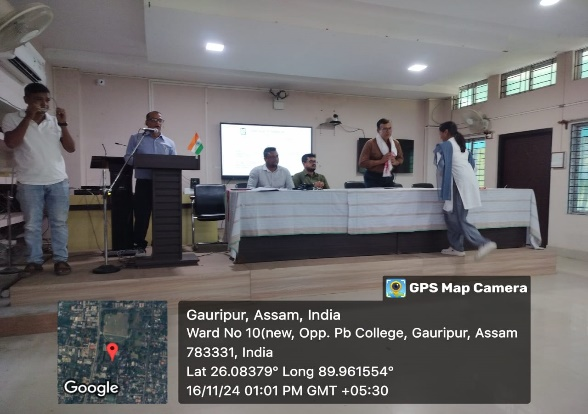 GPS Map Camera
Gauripur, Assam, India
Ward No 10(new, Opp. Pb College, Gauripur, Assam
783331, India
Lat 26.08379° Long 89.961554°
16/11/24 01:01 PM GMT +05:30
Google